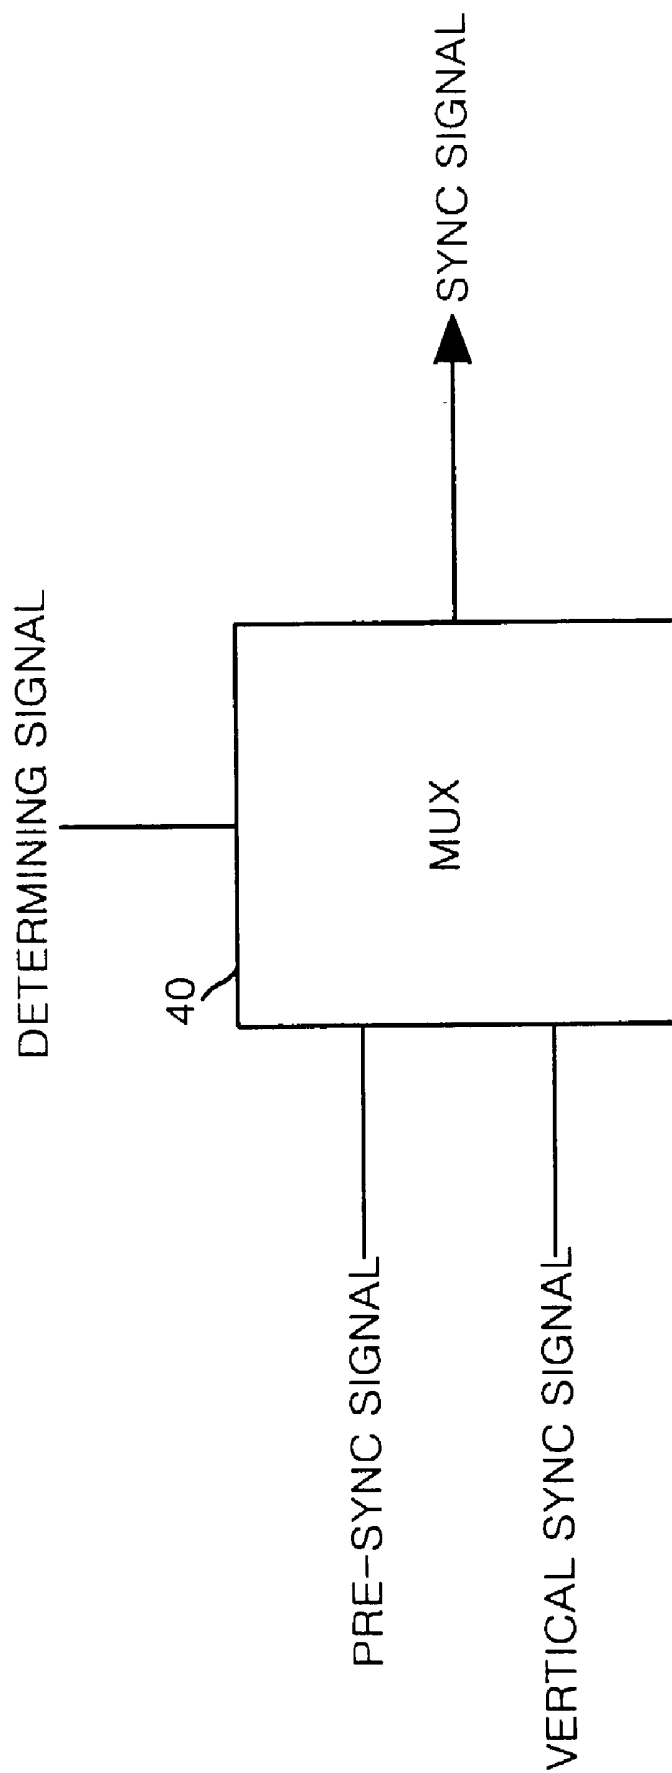 DETERMINING SIGNAL
40
PRE-SYNC SIGNAL
MUX
SYNC SIGNAL
VERTICAL SYNC SIGNAL